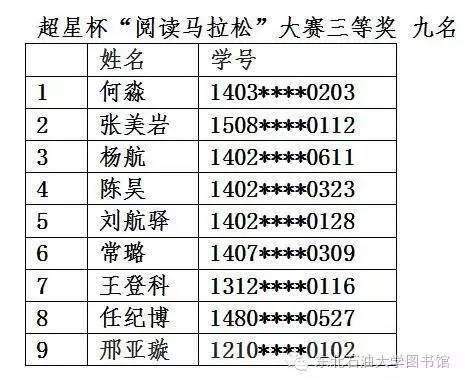 超星杯“阅读马拉松”大赛三等奖 九名
姓名 学号
1 何淼 1403****0203
2 张美岩 1508****0112
3 杨航 1402****0611
4 陈昊 1402****0323
5 刘航驿 1402****0128
6 常璐 1407****0309
7 王登科 1312****0116
8 任纪博 1480****0527
9 邢亚璇 1210****0102
东北石油大学图书馆